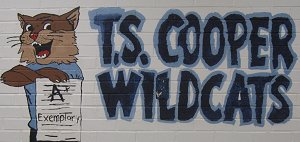 T.S. COOPER
WILDCATS
A
Exemplary